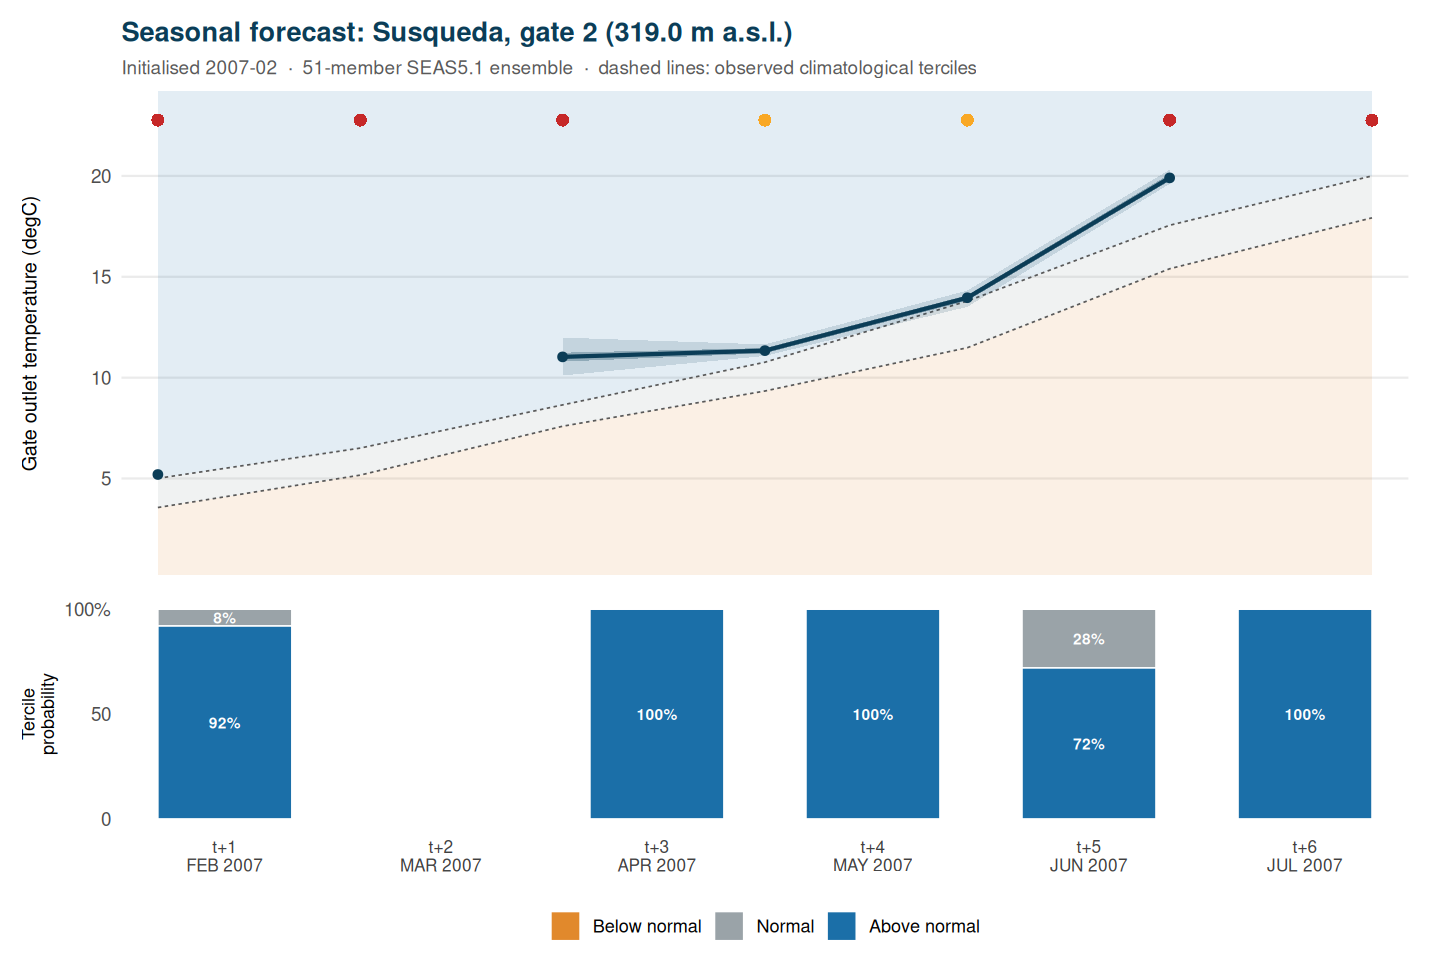 Seasonal forecast: Susqueda, gate 2 (319.0 m a.s.l.)
Initialised 2007-02 · 51-member SEAS5.1 ensemble · dashed lines: observed climatological terciles
Gate outlet temperature (degC)
20
15
10
5
Tercile
probability
100%
50
0
8%
92%
100%
100%
28%
72%
100%
t+1
FEB 2007
t+2
MAR 2007
t+3
APR 2007
t+4
MAY 2007
t+5
JUN 2007
t+6
JUL 2007
Below normal
Normal
Above normal